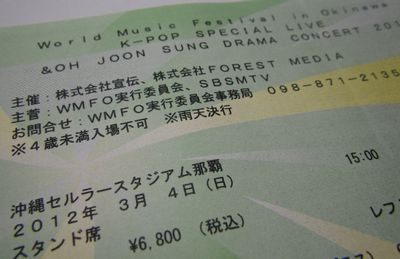 World Music Festival in Okinawa
K-POP SPECIAL LIVE
&OH JOON SUNG DRAMA CONCERT 201
主催：株式会社宣伝、株式会社FOREST MEDIA
主菅：WMFO実行委員会、SBSMTV
お問合せ：WMFO実行委員会事務局 098-871-2135
※４歳未満入場不可 ※雨天決行
沖縄セルラースタジアム那覇
２０１２年 ３月 ４日（日） 15:00
スタンド席 レフ
¥6,800 （税込）